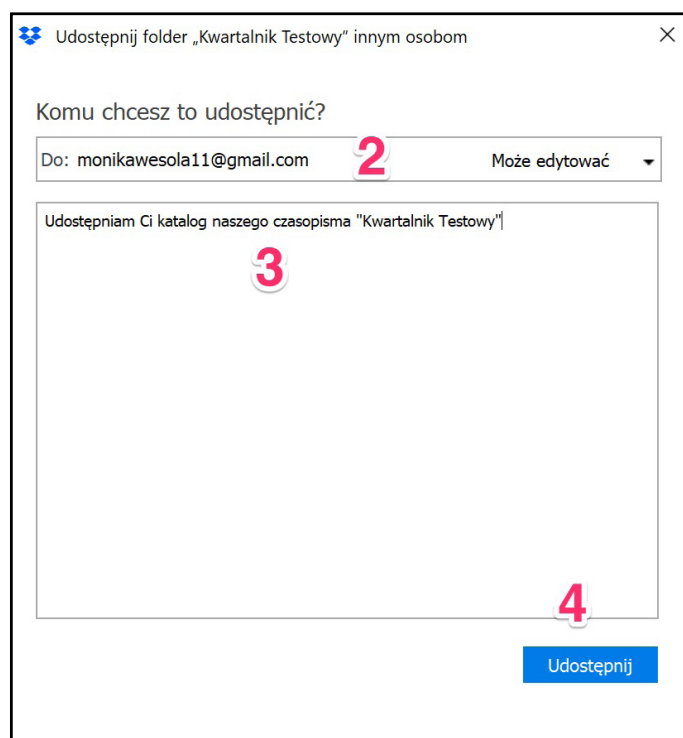 Udostępnij folder „Kwartalnik Testowy” innym osobom
Komu chcesz to udostępnić?
Do: monikawesola11@gmail.com 2 Może edytować
Udostępniam Ci katalog naszego czasopisma "Kwartalnik Testowy"
3
4
Udostępnij